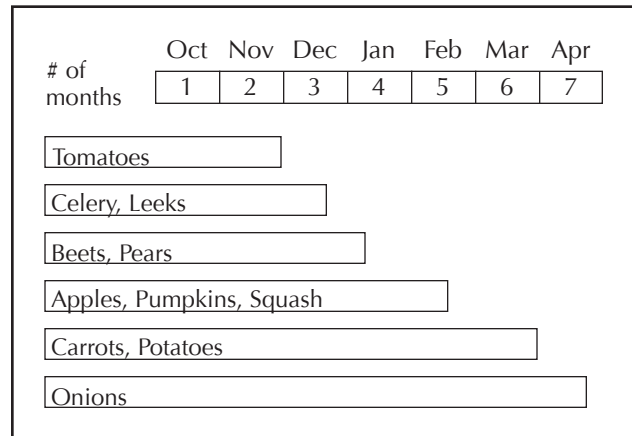 Oct Nov Dec Jan Feb Mar Apr
# of
months
1 2 3 4 5 6 7
Tomatoes
Celery, Leeks
Beets, Pears
Apples, Pumpkins, Squash
Carrots, Potatoes
Onions